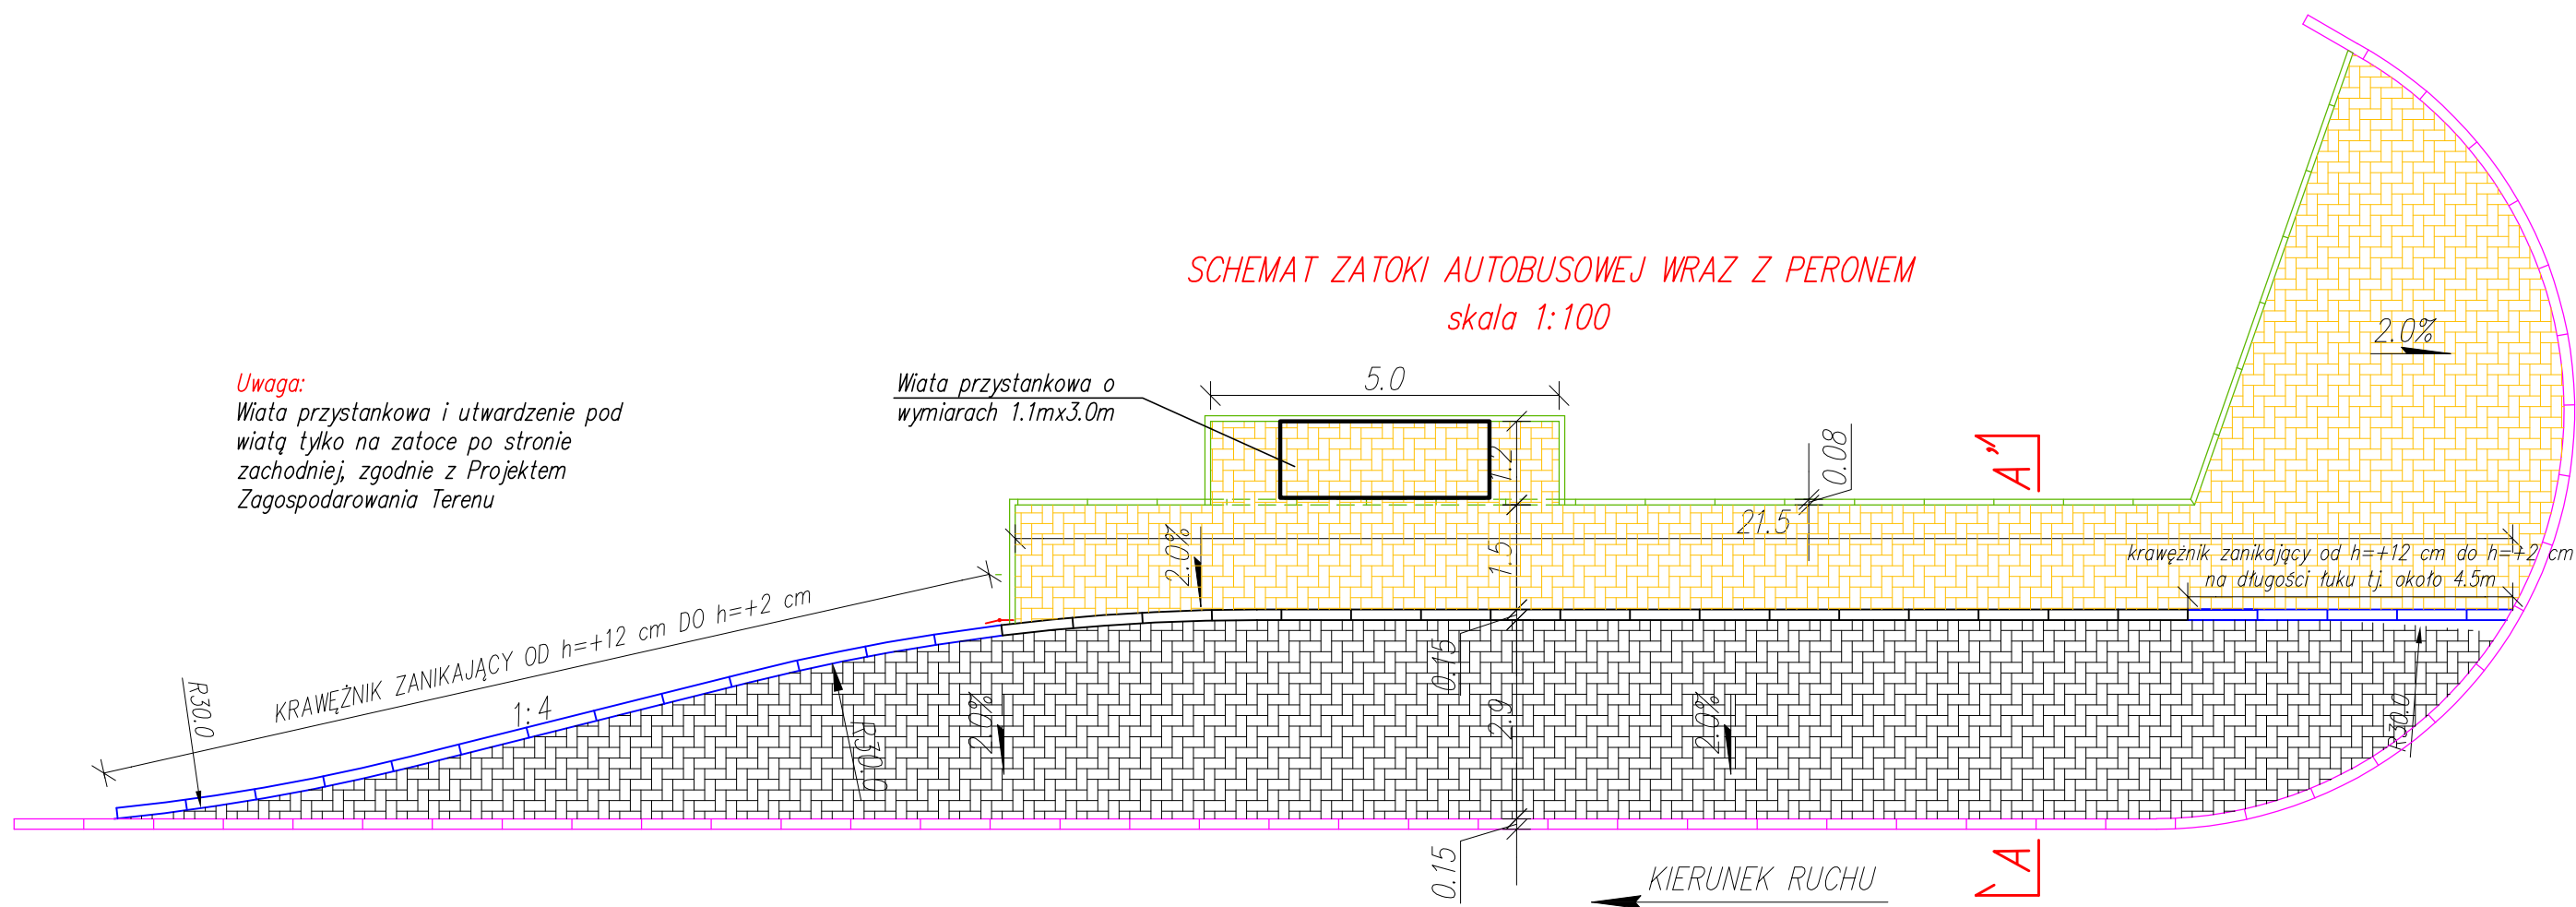 SCHEMAT ZATOKI AUTOBUSOWEJ WRAZ Z PERONEM
skala 1:100
Uwaga:
Wiata przystankowa i utwardzenie pod
wiatą tylko na zatoce po stronie
zachodniej, zgodnie z Projektem
Zagospodarowania Terenu
Wiata przystankowa o
wymiarach 1.1mx3.0m
5.0
1.2
0.08
A'
2.0%
21.5
1.5
2.0%
krawężnik zanikający od h=+12 cm do h=+2 cm
na długości łuku tj. około 4.5m
KRAWĘŻNIK ZANIKAJĄCY OD h=+12 cm DO h=+2 cm
1:4
R30.0
R30.0
2.0%
0.15
2.9
2.0%
R30.0
0.15
KIERUNEK RUCHU
A